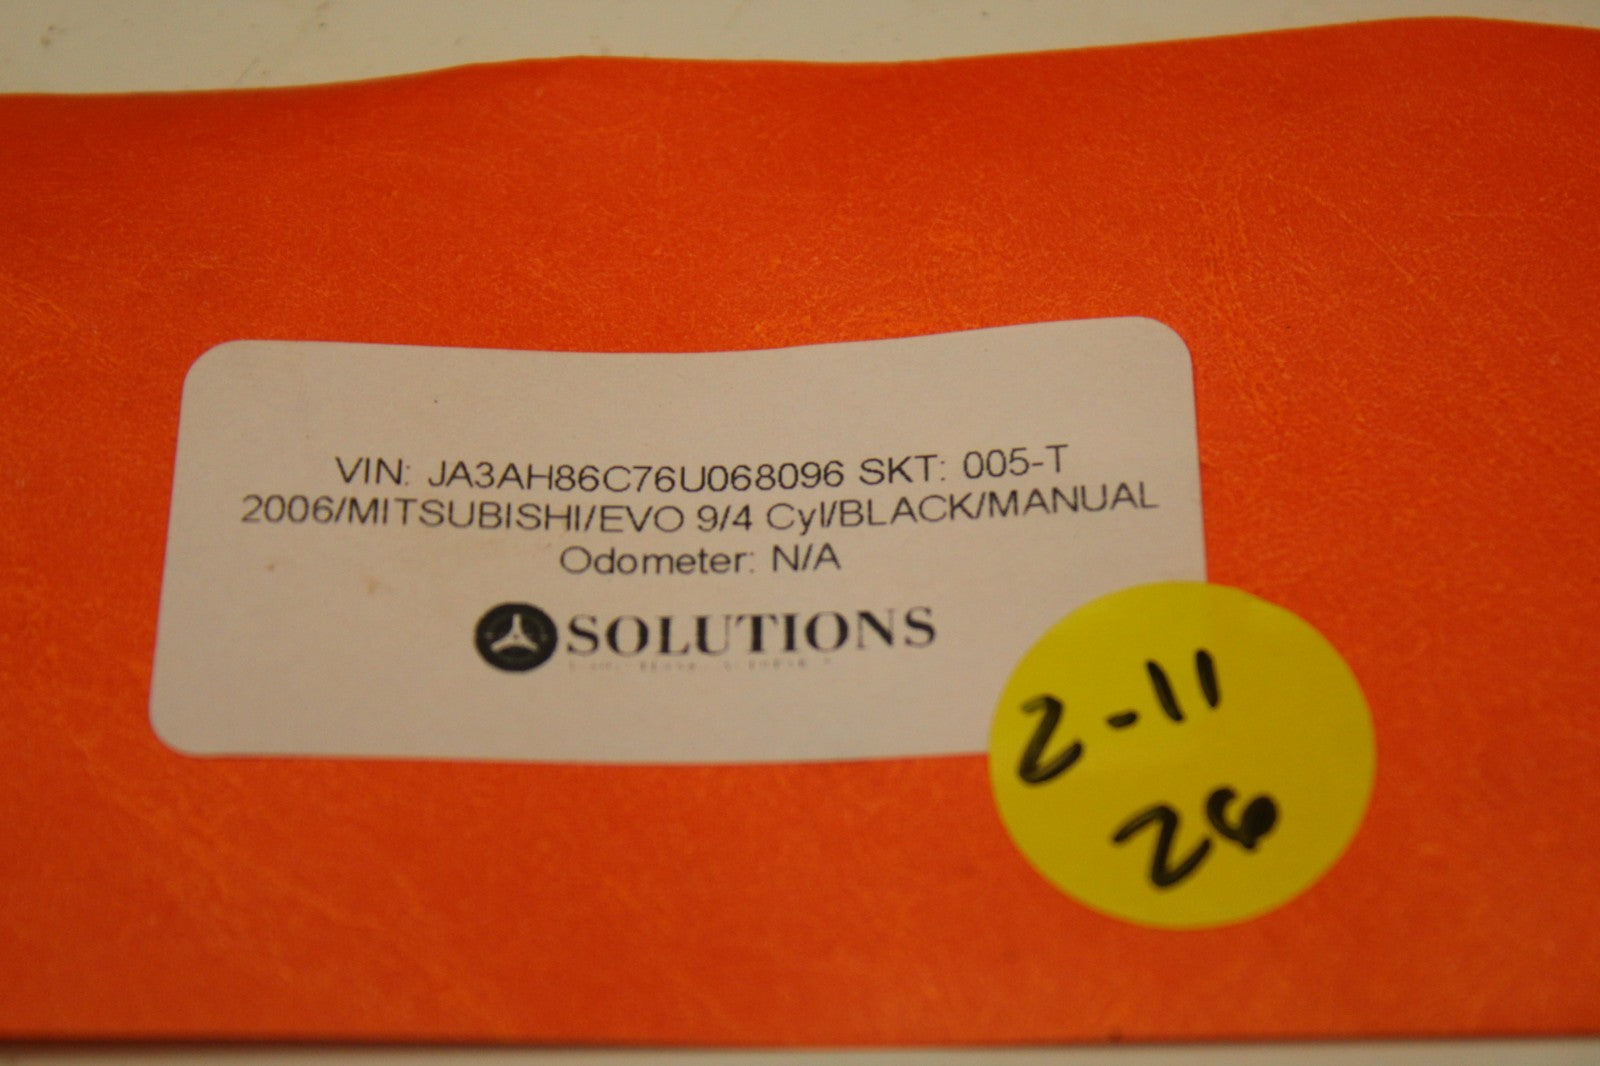 VIN: JA3AH86C76U068096 SKT: 005-T
2006/MITSUBISHI/EVO 9/4 Cyl/BLACK/MANUAL
Odometer: N/A
SOLUTIONS
2-11
26